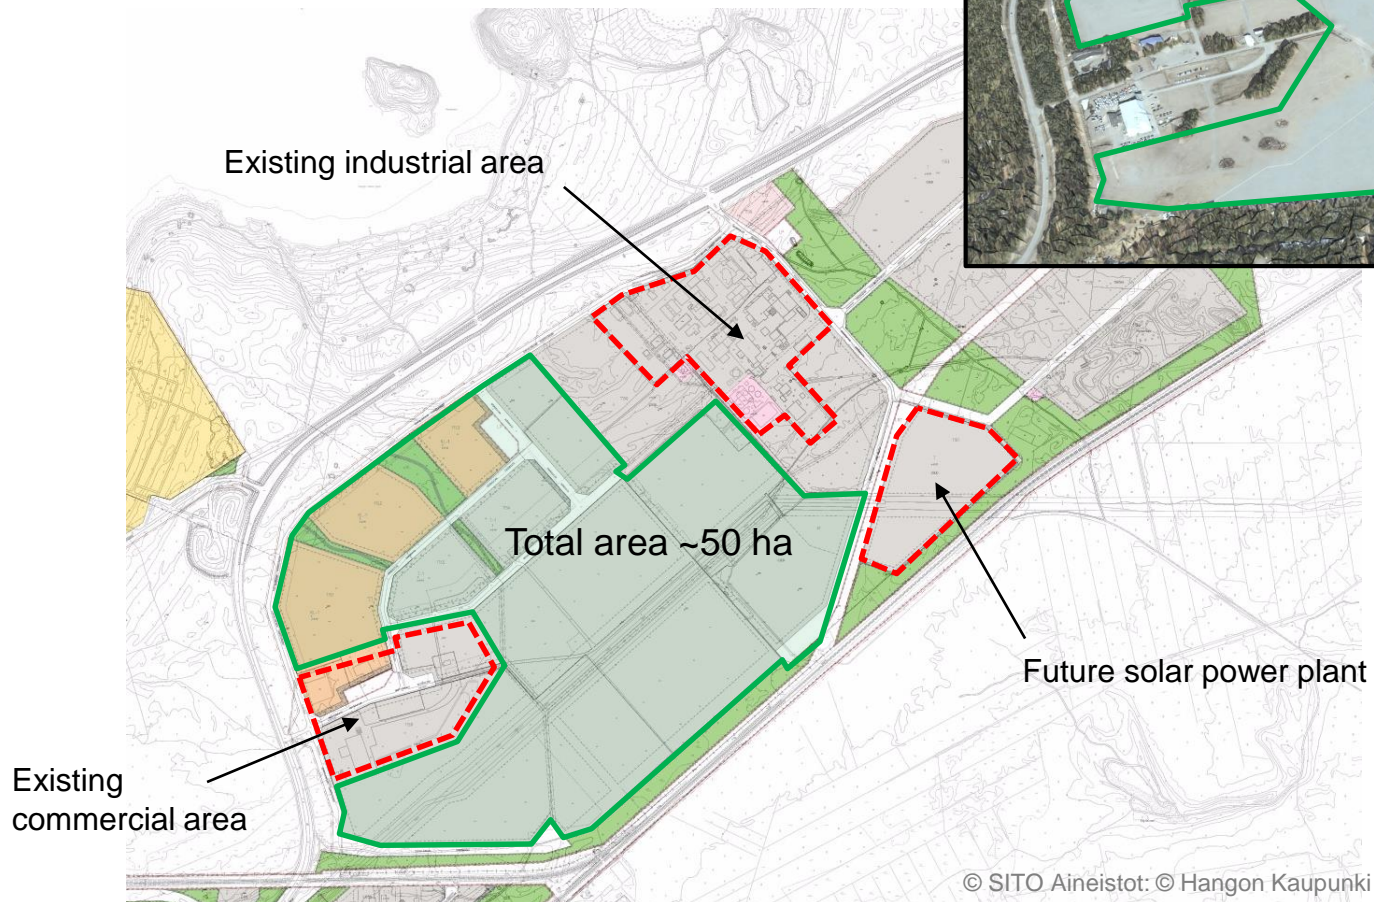 Existing industrial area
Total area ~50 ha
Future solar power plant
Existing
commercial area
© SITO Aineistot: © Hangon Kaupunki